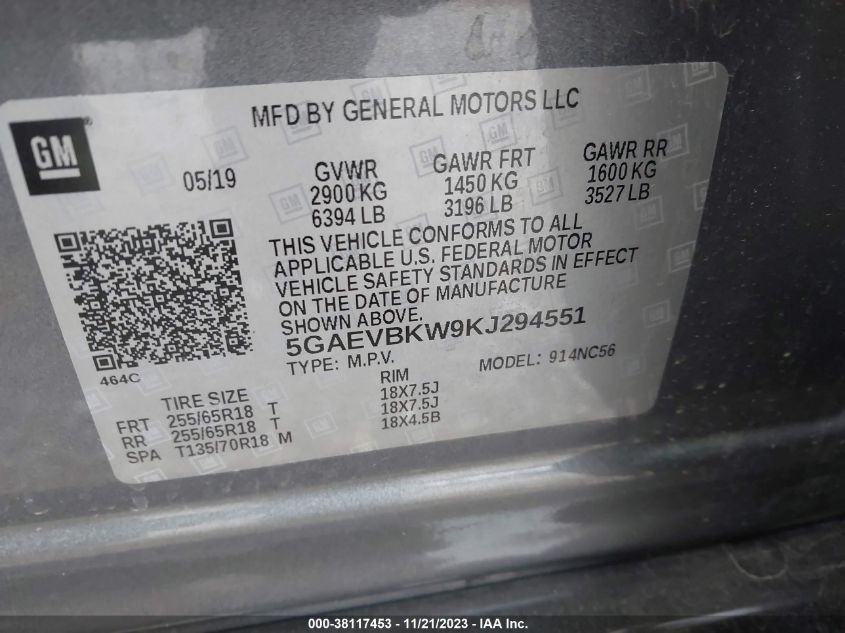 MFD BY GENERAL MOTORS LLC
GM®
05/19
GVWR
2900 KG
6394 LB
GAWR FRT
1450 KG
3196 LB
GAWR RR
1600 KG
3527 LB
THIS VEHICLE CONFORMS TO ALL
APPLICABLE U.S. FEDERAL MOTOR
VEHICLE SAFETY STANDARDS IN EFFECT
ON THE DATE OF MANUFACTURE
SHOWN ABOVE.
5GAEVBKW9KJ294551
TYPE: M.P.V.
MODEL: 914NC56
464C
TIRE SIZE RIM
FRT 255/65R18 T 18X7.5J
RR 255/65R18 T 18X7.5J
SPA T135/70R18 M 18X4.5B
000-38117453 - 11/21/2023 - IAA Inc.